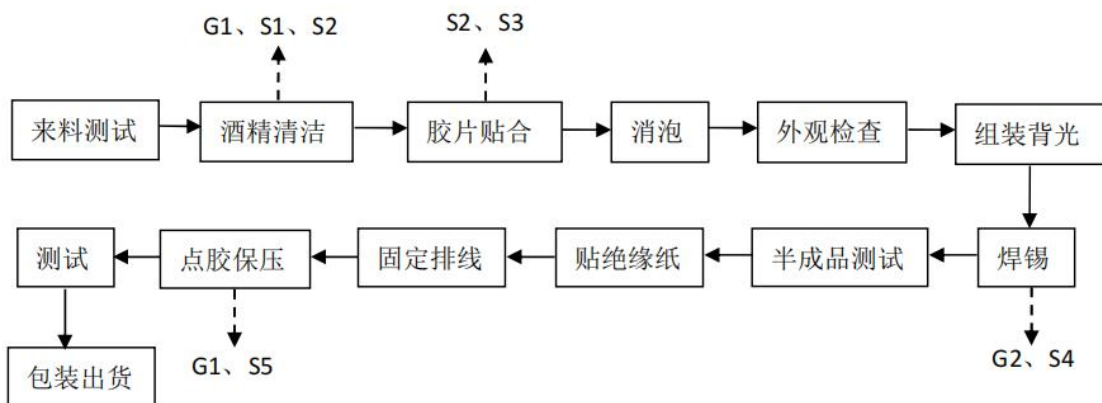 G1、S1、S2
S2、S3
来料测试
酒精清洁
胶片贴合
消泡
外观检查
组装背光
测试
点胶保压
固定排线
贴绝缘纸
半成品测试
焊锡
G1、S5
G2、S4
包装出货